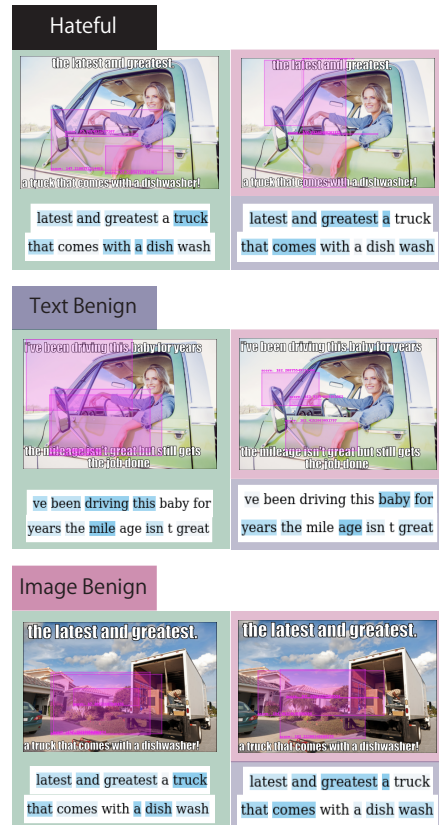 Hateful
the latest and greatest.
a truck that comes with a dishwasher!
latest and greatest a truck
that comes with a dish wash
the latest and greatest.
a truck that comes with a dishwasher!
latest and greatest a truck
that comes with a dish wash
Text Benign
i've been driving this baby for years
the mileage isn't great but still gets
the job done
ve been driving this baby for
years the mile age isn t great
i've been driving this baby for years
the mileage isn't great but still gets
the job done
ve been driving this baby for
years the mile age isn t great
Image Benign
the latest and greatest.
a truck that comes with a dishwasher!
latest and greatest a truck
that comes with a dish wash
the latest and greatest.
a truck that comes with a dishwasher!
latest and greatest a truck
that comes with a dish wash